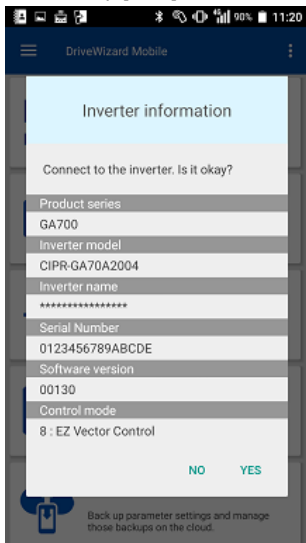 90% 11:20
DriveWizard Mobile
Inverter information
Connect to the inverter. Is it okay?
Product series
GA700
Inverter model
CIPR-GA70A2004
Inverter name
****************
Serial Number
0123456789ABCDE
Software version
00130
Control mode
8 : EZ Vector Control
NO YES
Back up parameter settings and manage
those backups on the cloud.